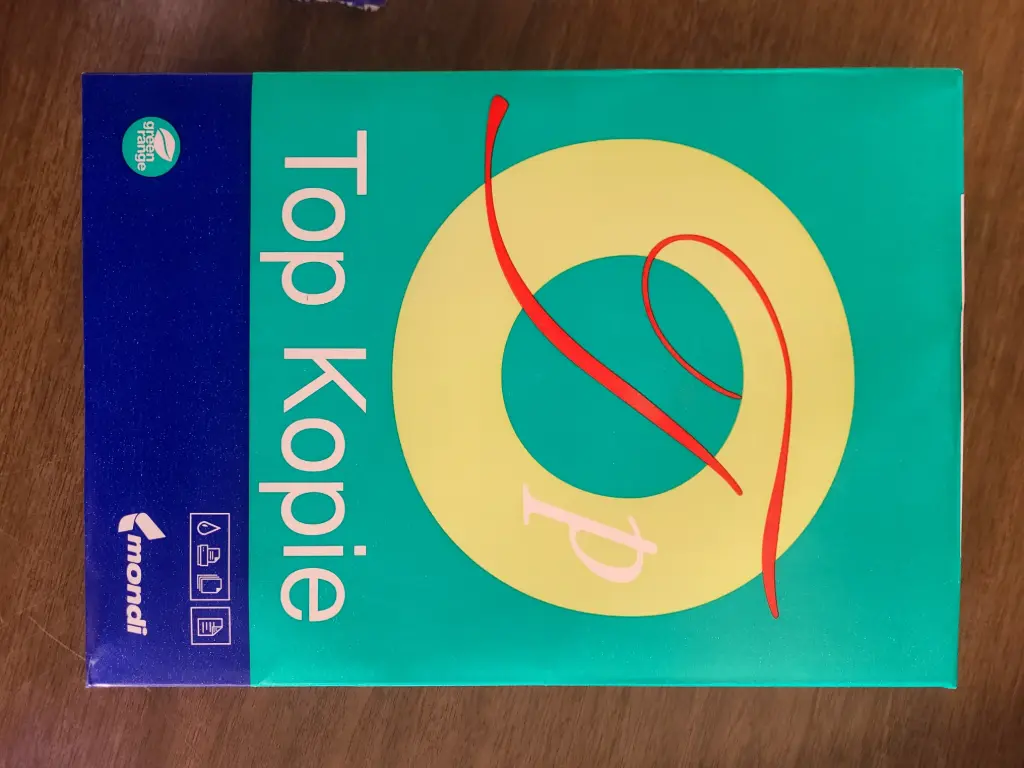 p
Top Kopie
green
range
mondi